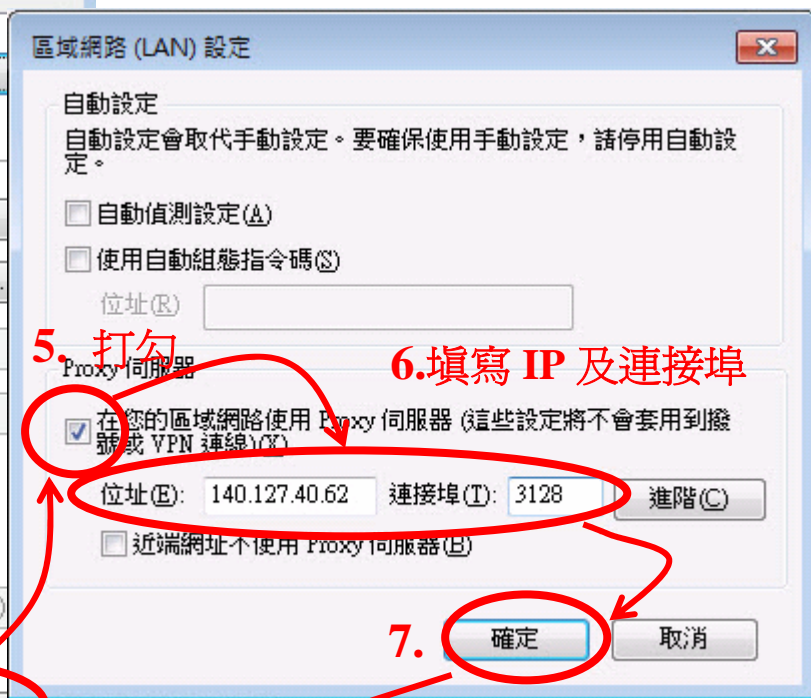 區域網路 (LAN) 設定
自動設定
自動設定會取代手動設定。要確保使用手動設定，請停用自動設
定。
自動偵測設定(A)
使用自動組態指令碼(S)
位址(R)
5. 打勾
6.填寫 IP 及連接埠
Proxy 伺服器
在您的區域網路使用 Proxy 伺服器 (這些設定將不會套用到撥
號或 VPN 連線)(X)
位址(E): 140.127.40.62 連接埠(T): 3128 進階(C)
近端網址不使用 Proxy 伺服器(B)
7. 確定 取消